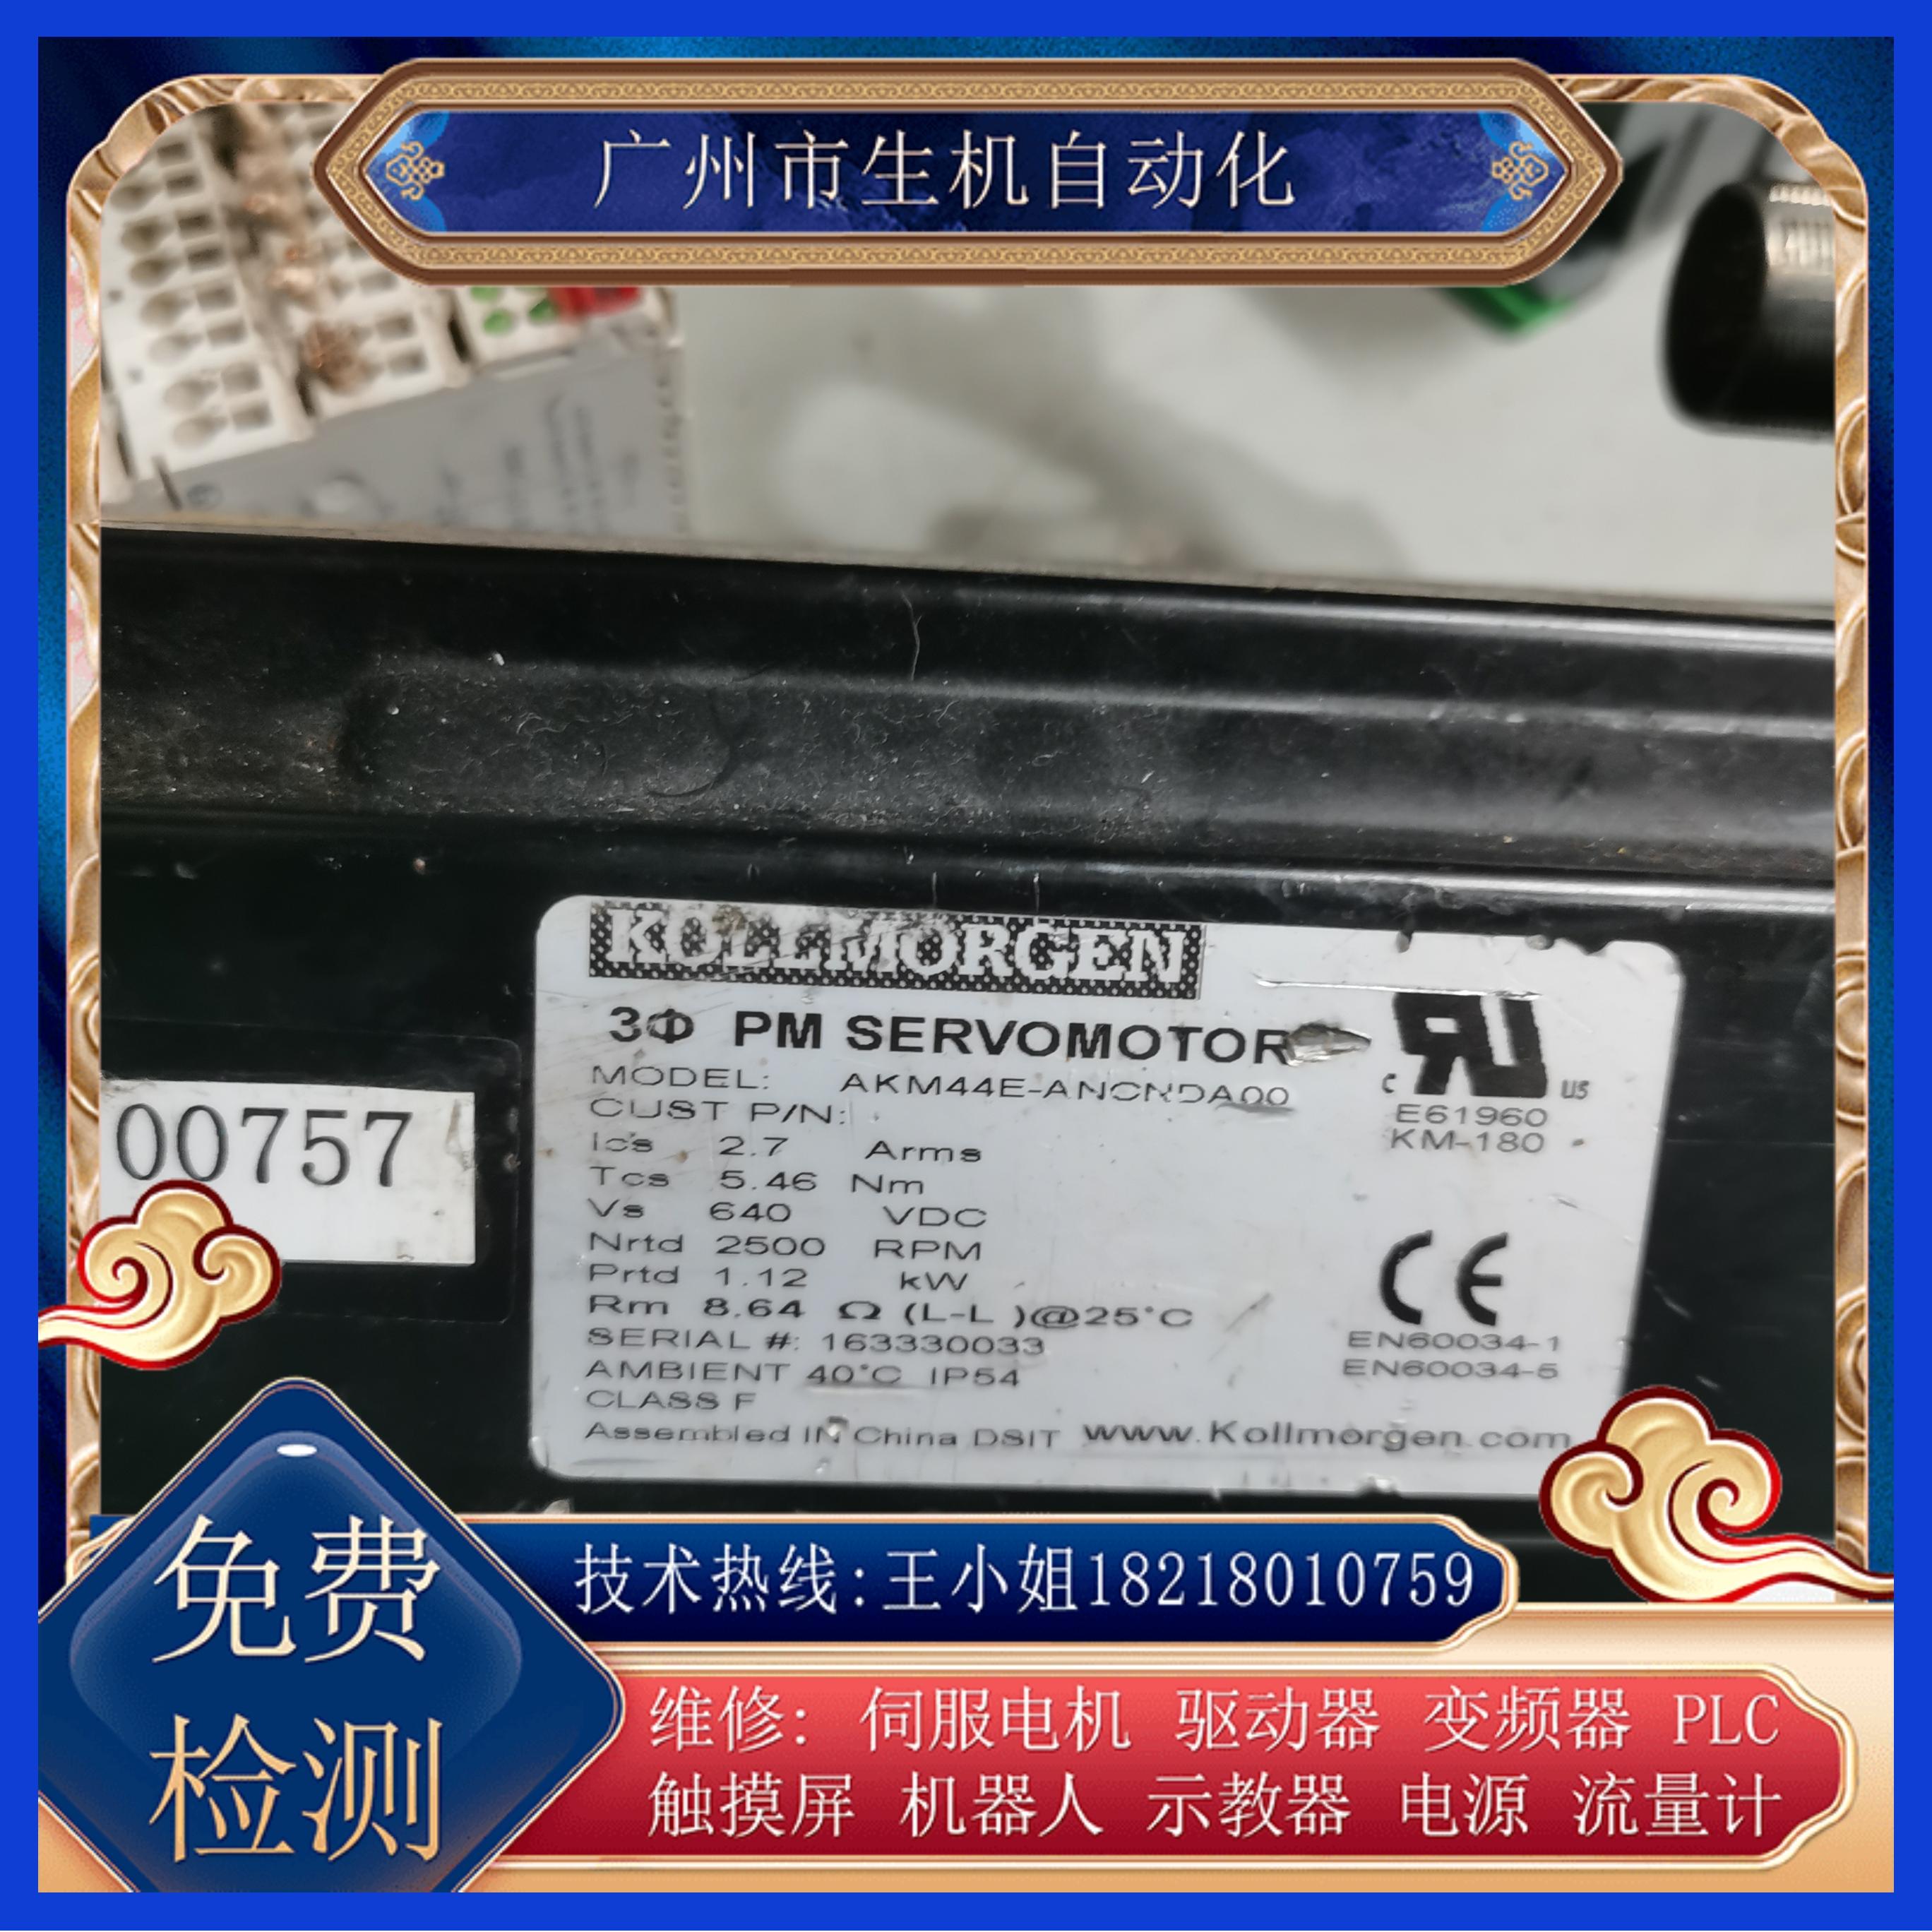 广州市生机自动化
KOLLMORGEN
3Φ PM SERVOMOTOR
MODEL: AKM44E-ANCNDA00
CUST P/N:
Ics 2.7 Arms
Tcs 5.46 Nm
Vs 640 VDC
Nrtd 2500 RPM
Prtd 1.12 kW
Rm 8.64 Ω (L-L )@25°C
SERIAL #: 163330033
AMBIENT 40°C IP54
CLASS F
Assembled IN China DSIT www.Kollmorgen.com
c RU us
E61960
KM-180
CE
EN60034-1
EN60034-5
00757
免费
检测
技术热线:王小姐18218010759
维修: 伺服电机 驱动器 变频器 PLC
触摸屏 机器人 示教器 电源 流量计